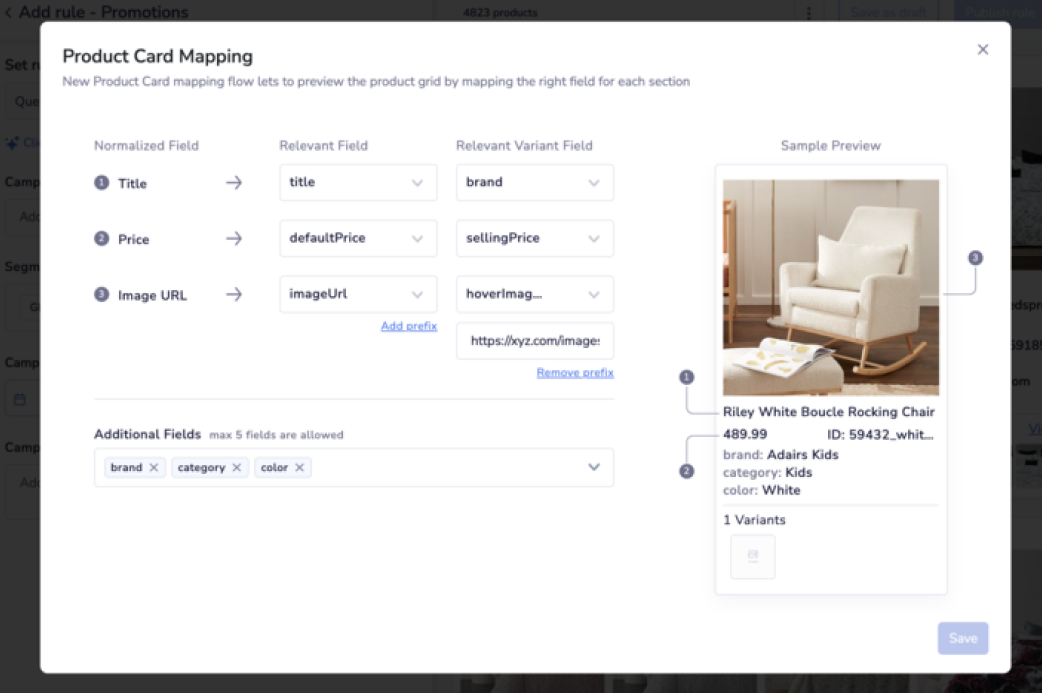 Add rule - Promotions
4823 products
Save as draft
Publish rule
Product Card Mapping
New Product Card mapping flow lets to preview the product grid by mapping the right field for each section
Normalized Field
Relevant Field
Relevant Variant Field
Sample Preview
1 Title
title
brand
2 Price
defaultPrice
sellingPrice
3 Image URL
imageUrl
hoverImag...
Add prefix
https://xyz.com/image
Remove prefix
Additional Fields max 5 fields are allowed
brand
category
color
3
1
2
Riley White Boucle Rocking Chair
489.99 ID: 59432_whit...
brand: Adairs Kids
category: Kids
color: White
1 Variants
Save